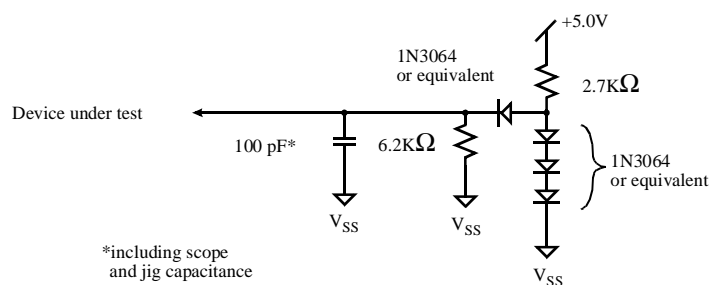 +5.0V
1N3064
or equivalent
2.7KΩ
Device under test
100 pF*
6.2KΩ
1N3064
or equivalent
VSS
VSS
VSS
*including scope
and jig capacitance